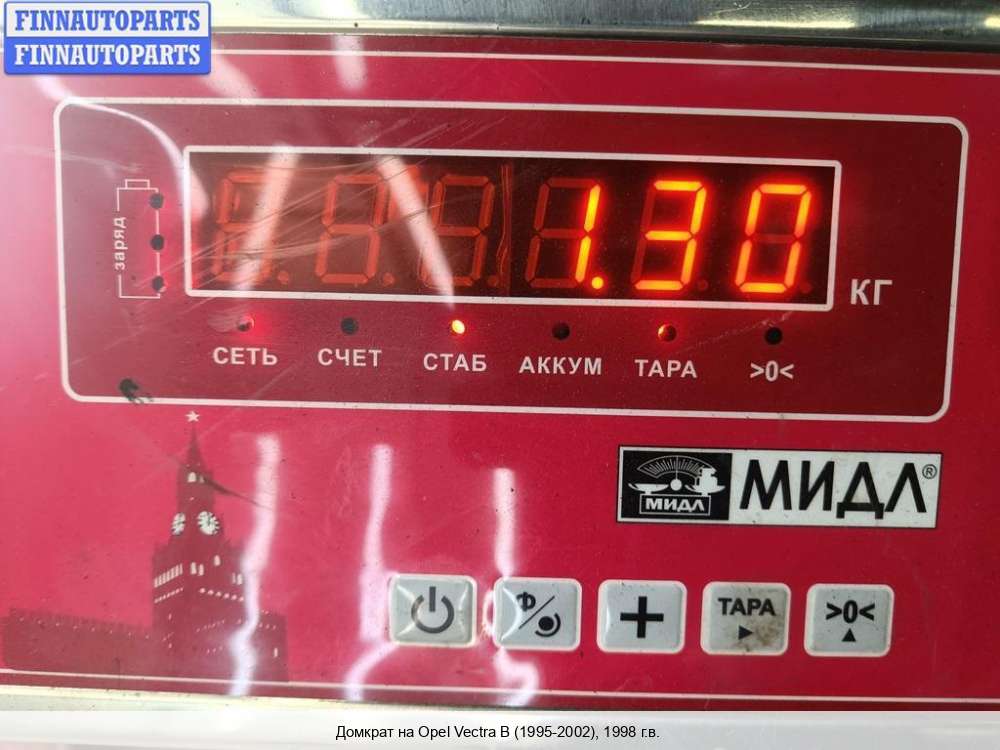 FINNAUTOPARTS
FINNAUTOPARTS
заряд
1.30
КГ
СЕТЬ СЧЕТ СТАБ АККУМ ТАРА >0<
МИДЛ МИДЛ®
Ф/ + ТАРА >0<
Домкрат на Opel Vectra B (1995-2002), 1998 г.в.